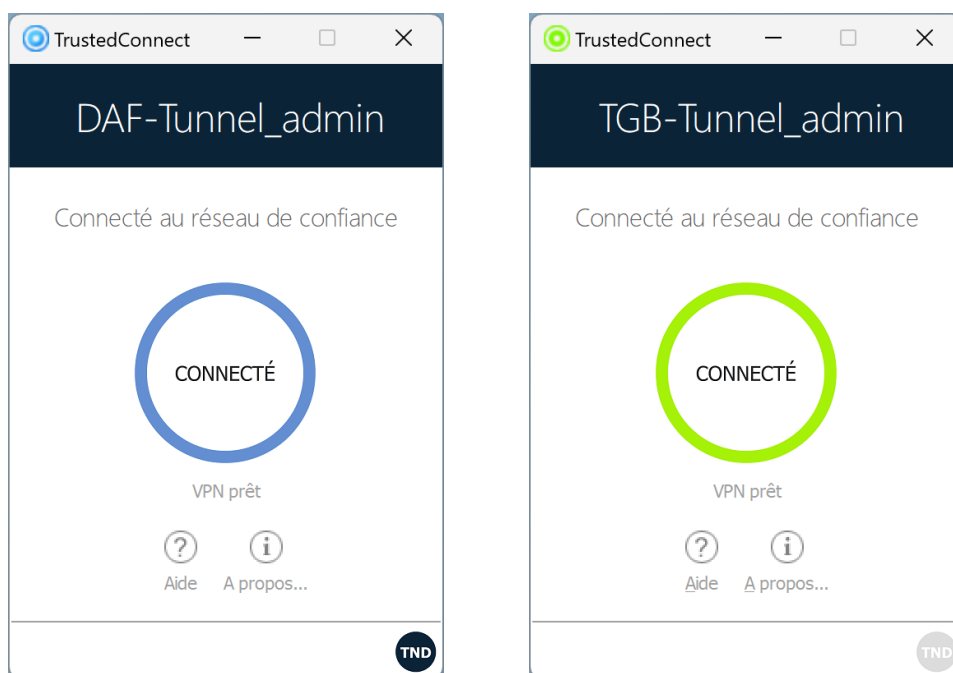 TrustedConnect
DAF-Tunnel_admin
Connecté au réseau de confiance
CONNECTÉ
VPN prêt
?
i
Aide
A propos...
TND
TrustedConnect
TGB-Tunnel_admin
Connecté au réseau de confiance
CONNECTÉ
VPN prêt
?
i
Aide
A propos...
TND